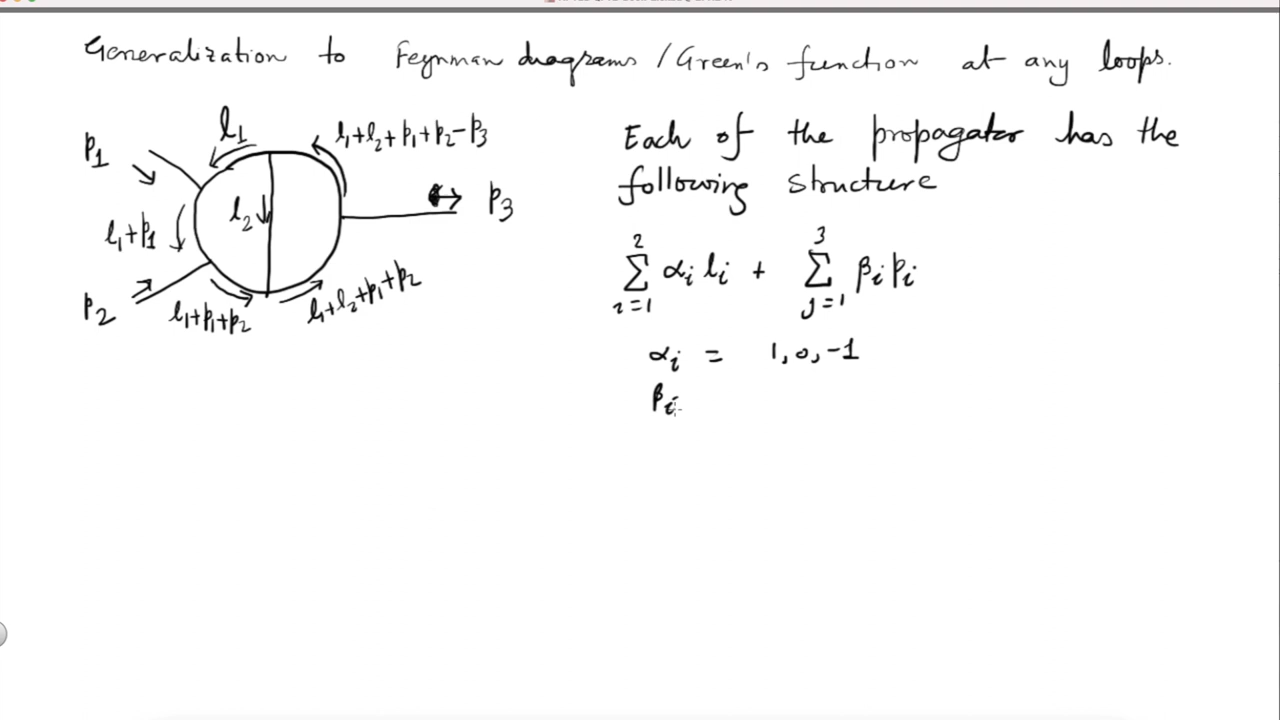 Generalization to Feynman diagrams / Green's function at any loops.
p₁
l₁
l₁+l₂+p₁+p₂-p₃
l₁+p₁
l₂
p₃
p₂
l₁+p₁+p₂
l₁+l₂+p₁+p₂
Each of the propagator has the
following structure
∑_{i=1}^{2} αᵢ lᵢ + ∑_{j=1}^{3} βᵢ pᵢ
αᵢ = 1, 0, -1
βᵢ